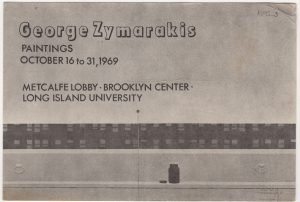 George Zymarakis
PAINTINGS
OCTOBER 16 to 31, 1969
METCALFE LOBBY · BROOKLYN CENTER ·
LONG ISLAND UNIVERSITY